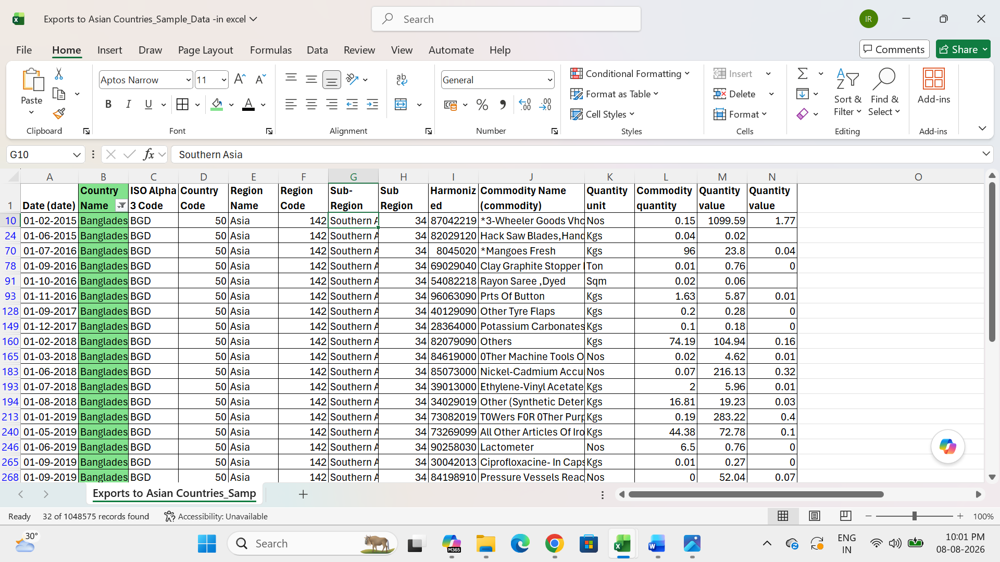 Exports to Asian Countries_Sample_Data -in excel
Search
IR
File Home Insert Draw Page Layout Formulas Data Review View Automate Help
Comments Share
Paste
Clipboard
Aptos Narrow 11
B I U A
Font
ab
Alignment
General
% , .00 .00
Number
Conditional Formatting
Format as Table
Cell Styles
Styles
Insert
Delete
Format
Cells
Sort & Filter
Find & Select
Editing
Add-ins
Add-ins
G10 fx Southern Asia
A B C D E F G H I J K L M N O
1 Date (date) Country Name ISO Alpha 3 Code Country Code Region Name Region Code Sub-Region Sub Region Harmonized Commodity Name (commodity) Quantity unit Commodity quantity Quantity value Quantity value
10 01-02-2015 Banglades BGD 50 Asia 142 Southern A 34 87042219 *3-Wheeler Goods Vhc Nos 0.15 1099.59 1.77
24 01-06-2015 Banglades BGD 50 Asia 142 Southern A 34 82029120 Hack Saw Blades,Hand Kgs 0.04 0.02
70 01-07-2016 Banglades BGD 50 Asia 142 Southern A 34 8045020 *Mangoes Fresh Kgs 96 23.8 0.04
78 01-09-2016 Banglades BGD 50 Asia 142 Southern A 34 69029040 Clay Graphite Stopper Ton 0.01 0.76 0
91 01-10-2016 Banglades BGD 50 Asia 142 Southern A 34 54082218 Rayon Saree ,Dyed Sqm 0.02 0.06
93 01-11-2016 Banglades BGD 50 Asia 142 Southern A 34 96063090 Prts Of Button Kgs 1.63 5.87 0.01
128 01-09-2017 Banglades BGD 50 Asia 142 Southern A 34 40129090 Other Tyre Flaps Kgs 0.2 0.28 0
149 01-12-2017 Banglades BGD 50 Asia 142 Southern A 34 28364000 Potassium Carbonates Kgs 0.1 0.18 0
160 01-02-2018 Banglades BGD 50 Asia 142 Southern A 34 82079090 Others Kgs 74.19 104.94 0.16
165 01-03-2018 Banglades BGD 50 Asia 142 Southern A 34 84619000 0Ther Machine Tools O Nos 0.02 4.62 0.01
183 01-06-2018 Banglades BGD 50 Asia 142 Southern A 34 85073000 Nickel-Cadmium Accu Nos 0.07 216.13 0.32
193 01-07-2018 Banglades BGD 50 Asia 142 Southern A 34 39013000 Ethylene-Vinyl Acetate Kgs 2 5.96 0.01
194 01-08-2018 Banglades BGD 50 Asia 142 Southern A 34 34029019 Other (Synthetic Deter Kgs 16.81 19.23 0.03
213 01-01-2019 Banglades BGD 50 Asia 142 Southern A 34 73082019 T0Wers F0R 0Ther Purp Kgs 0.19 283.22 0.4
240 01-05-2019 Banglades BGD 50 Asia 142 Southern A 34 73269099 All Other Articles Of Iro Kgs 44.38 72.78 0.1
246 01-06-2019 Banglades BGD 50 Asia 142 Southern A 34 90258030 Lactometer Nos 6.5 0.76 0
265 01-09-2019 Banglades BGD 50 Asia 142 Southern A 34 30042013 Ciprofloxacine- In Caps Kgs 0.01 0.27 0
268 01-09-2019 Banglades BGD 50 Asia 142 Southern A 34 84198910 Pressure Vessels Reac Nos 0 52.04 0.07
Exports to Asian Countries_Samp
Ready 32 of 1048575 records found Accessibility: Unavailable 100%
30° Search M365 ENG IN 10:01 PM 08-08-2026